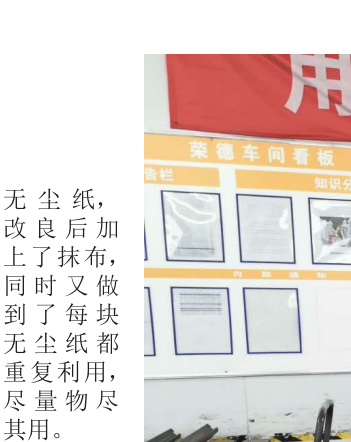 无尘纸，
改良后加
上了抹布，
同时又做
到了每块
无尘纸都
重复利用，
尽量物尽
其用。
用
荣德车间看板
告栏
知识分
内部通知